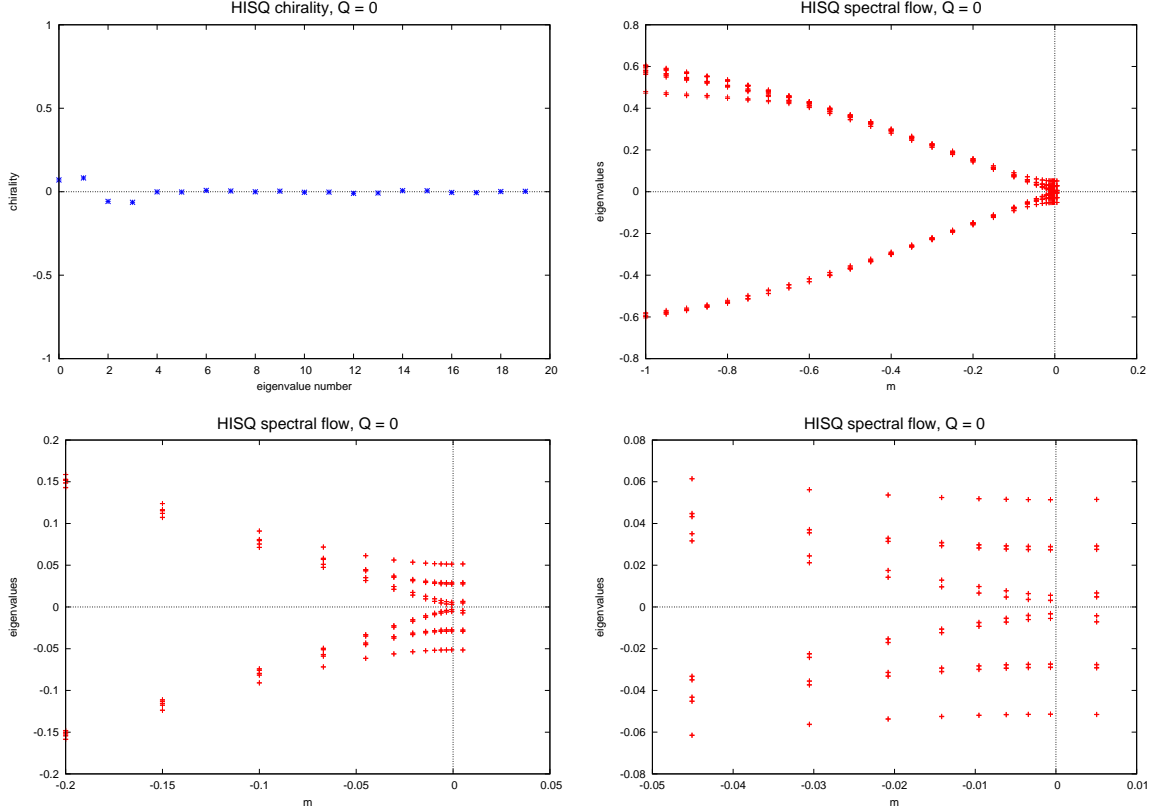 HISQ chirality, Q = 0
1
0.5
0
-0.5
-1
chirality
0 2 4 6 8 10 12 14 16 18 20
eigenvalue number
HISQ spectral flow, Q = 0
0.8
0.6
0.4
0.2
0
-0.2
-0.4
-0.6
-0.8
eigenvalues
-1 -0.8 -0.6 -0.4 -0.2 0 0.2
m
HISQ spectral flow, Q = 0
0.2
0.15
0.1
0.05
0
-0.05
-0.1
-0.15
-0.2
eigenvalues
-0.2 -0.15 -0.1 -0.05 0 0.05
m
HISQ spectral flow, Q = 0
0.08
0.06
0.04
0.02
0
-0.02
-0.04
-0.06
-0.08
eigenvalues
-0.05 -0.04 -0.03 -0.02 -0.01 0 0.01
m